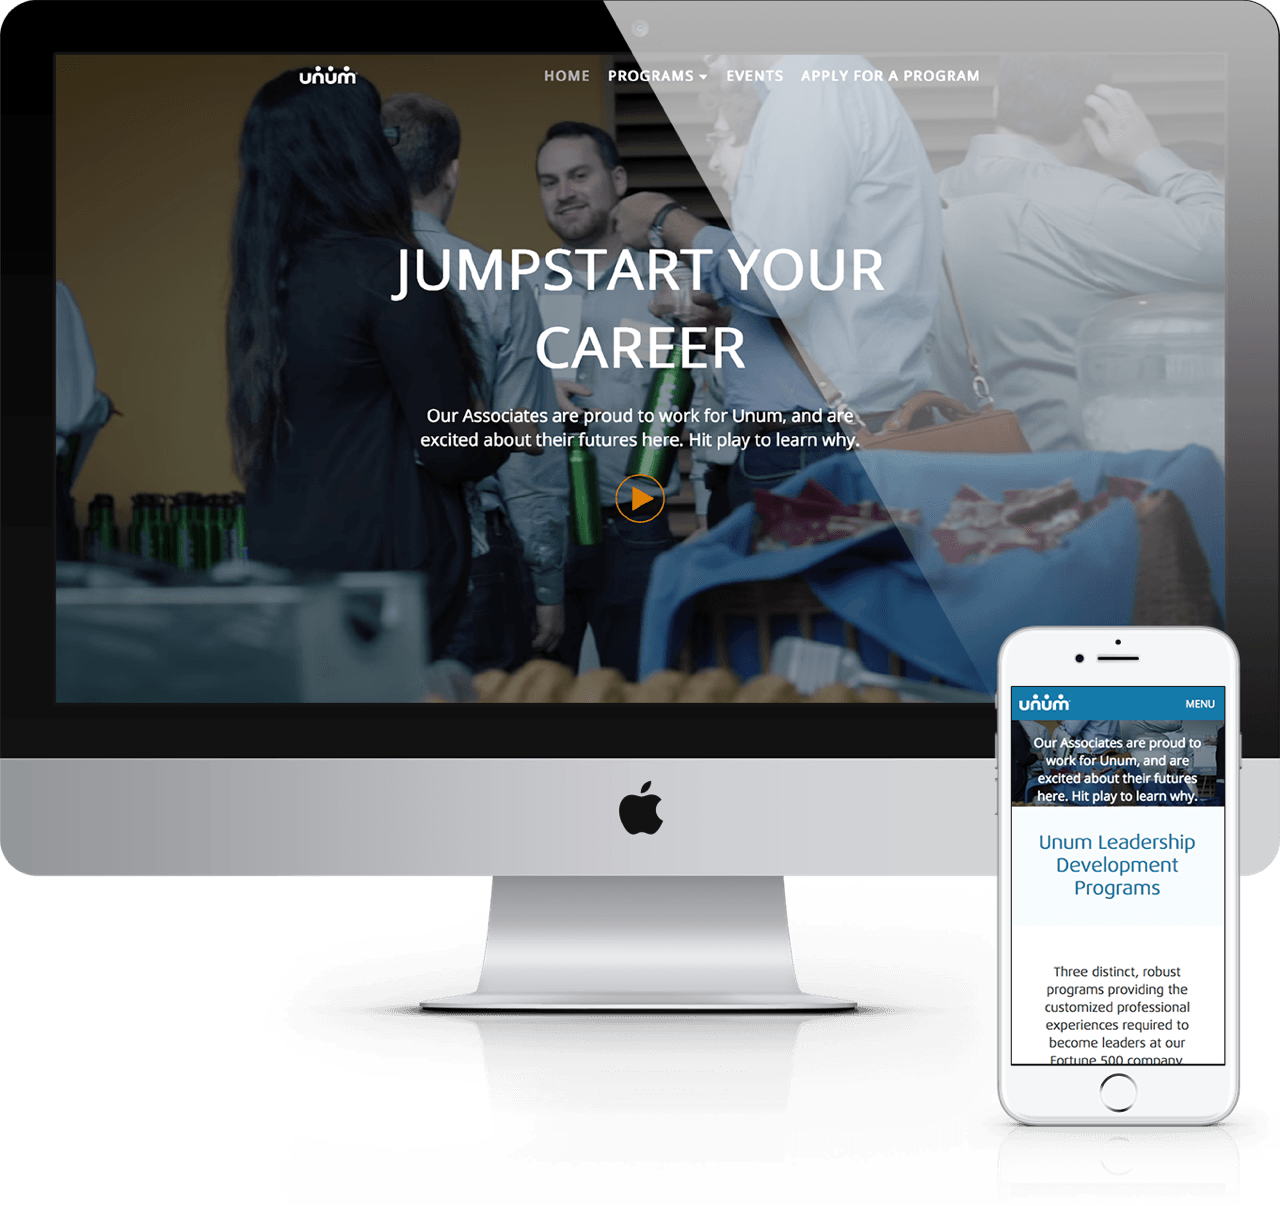 unum
HOME PROGRAMS EVENTS APPLY FOR A PROGRAM
JUMPSTART YOUR
CAREER
Our Associates are proud to work for Unum, and are
excited about their futures here. Hit play to learn why.
unum
MENU
Our Associates are proud to
work for Unum, and are
excited about their futures
here. Hit play to learn why.
Unum Leadership
Development
Programs
Three distinct, robust
programs providing the
customized professional
experiences required to
become leaders at our
Fortune 500 company